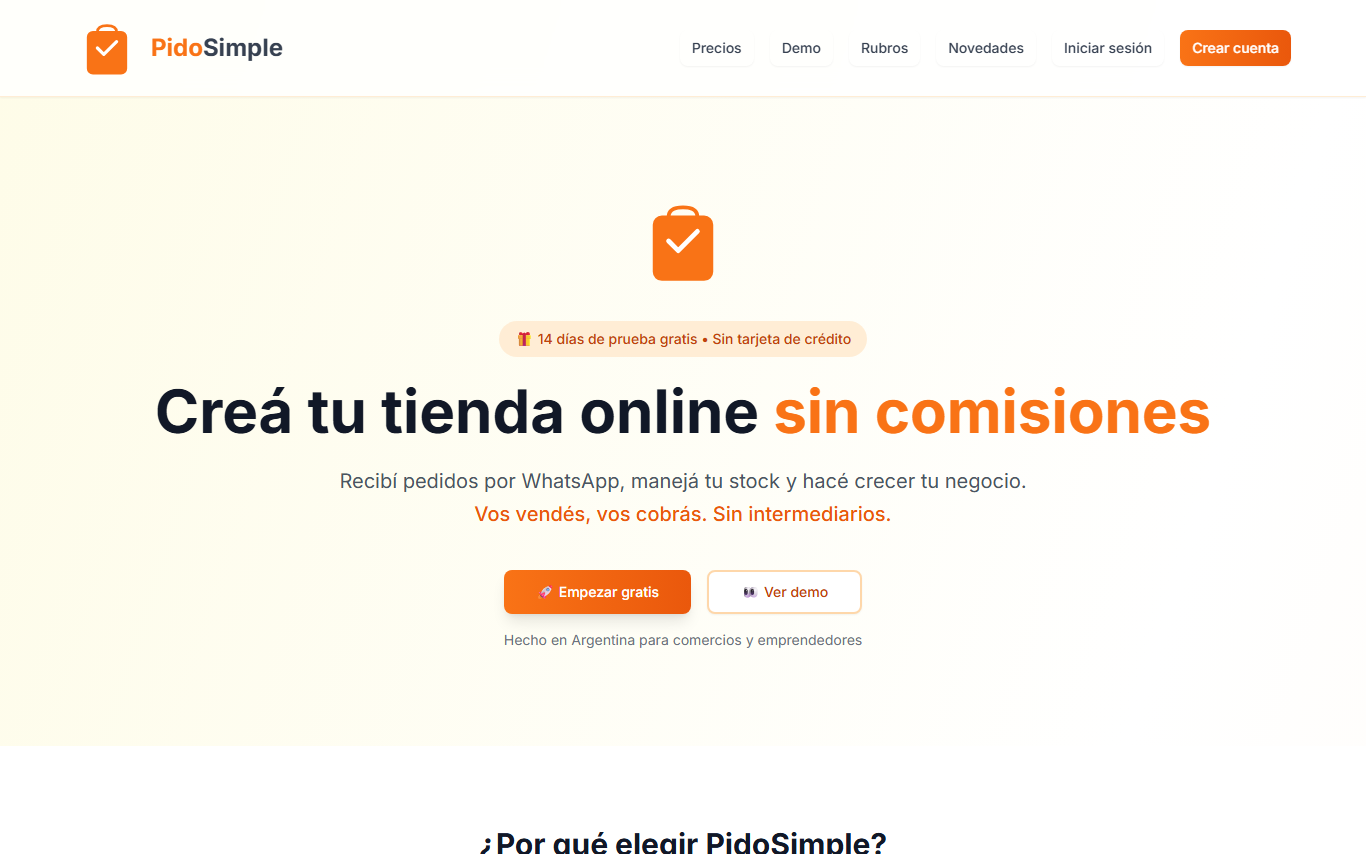 PidoSimple
Precios
Demo
Rubros
Novedades
Iniciar sesión
Crear cuenta
14 días de prueba gratis • Sin tarjeta de crédito
Creá tu tienda online sin comisiones
Recibí pedidos por WhatsApp, manejá tu stock y hacé crecer tu negocio.
Vos vendés, vos cobrás. Sin intermediarios.
Empezar gratis
Ver demo
Hecho en Argentina para comercios y emprendedores
¿Por qué elegir PidoSimple?